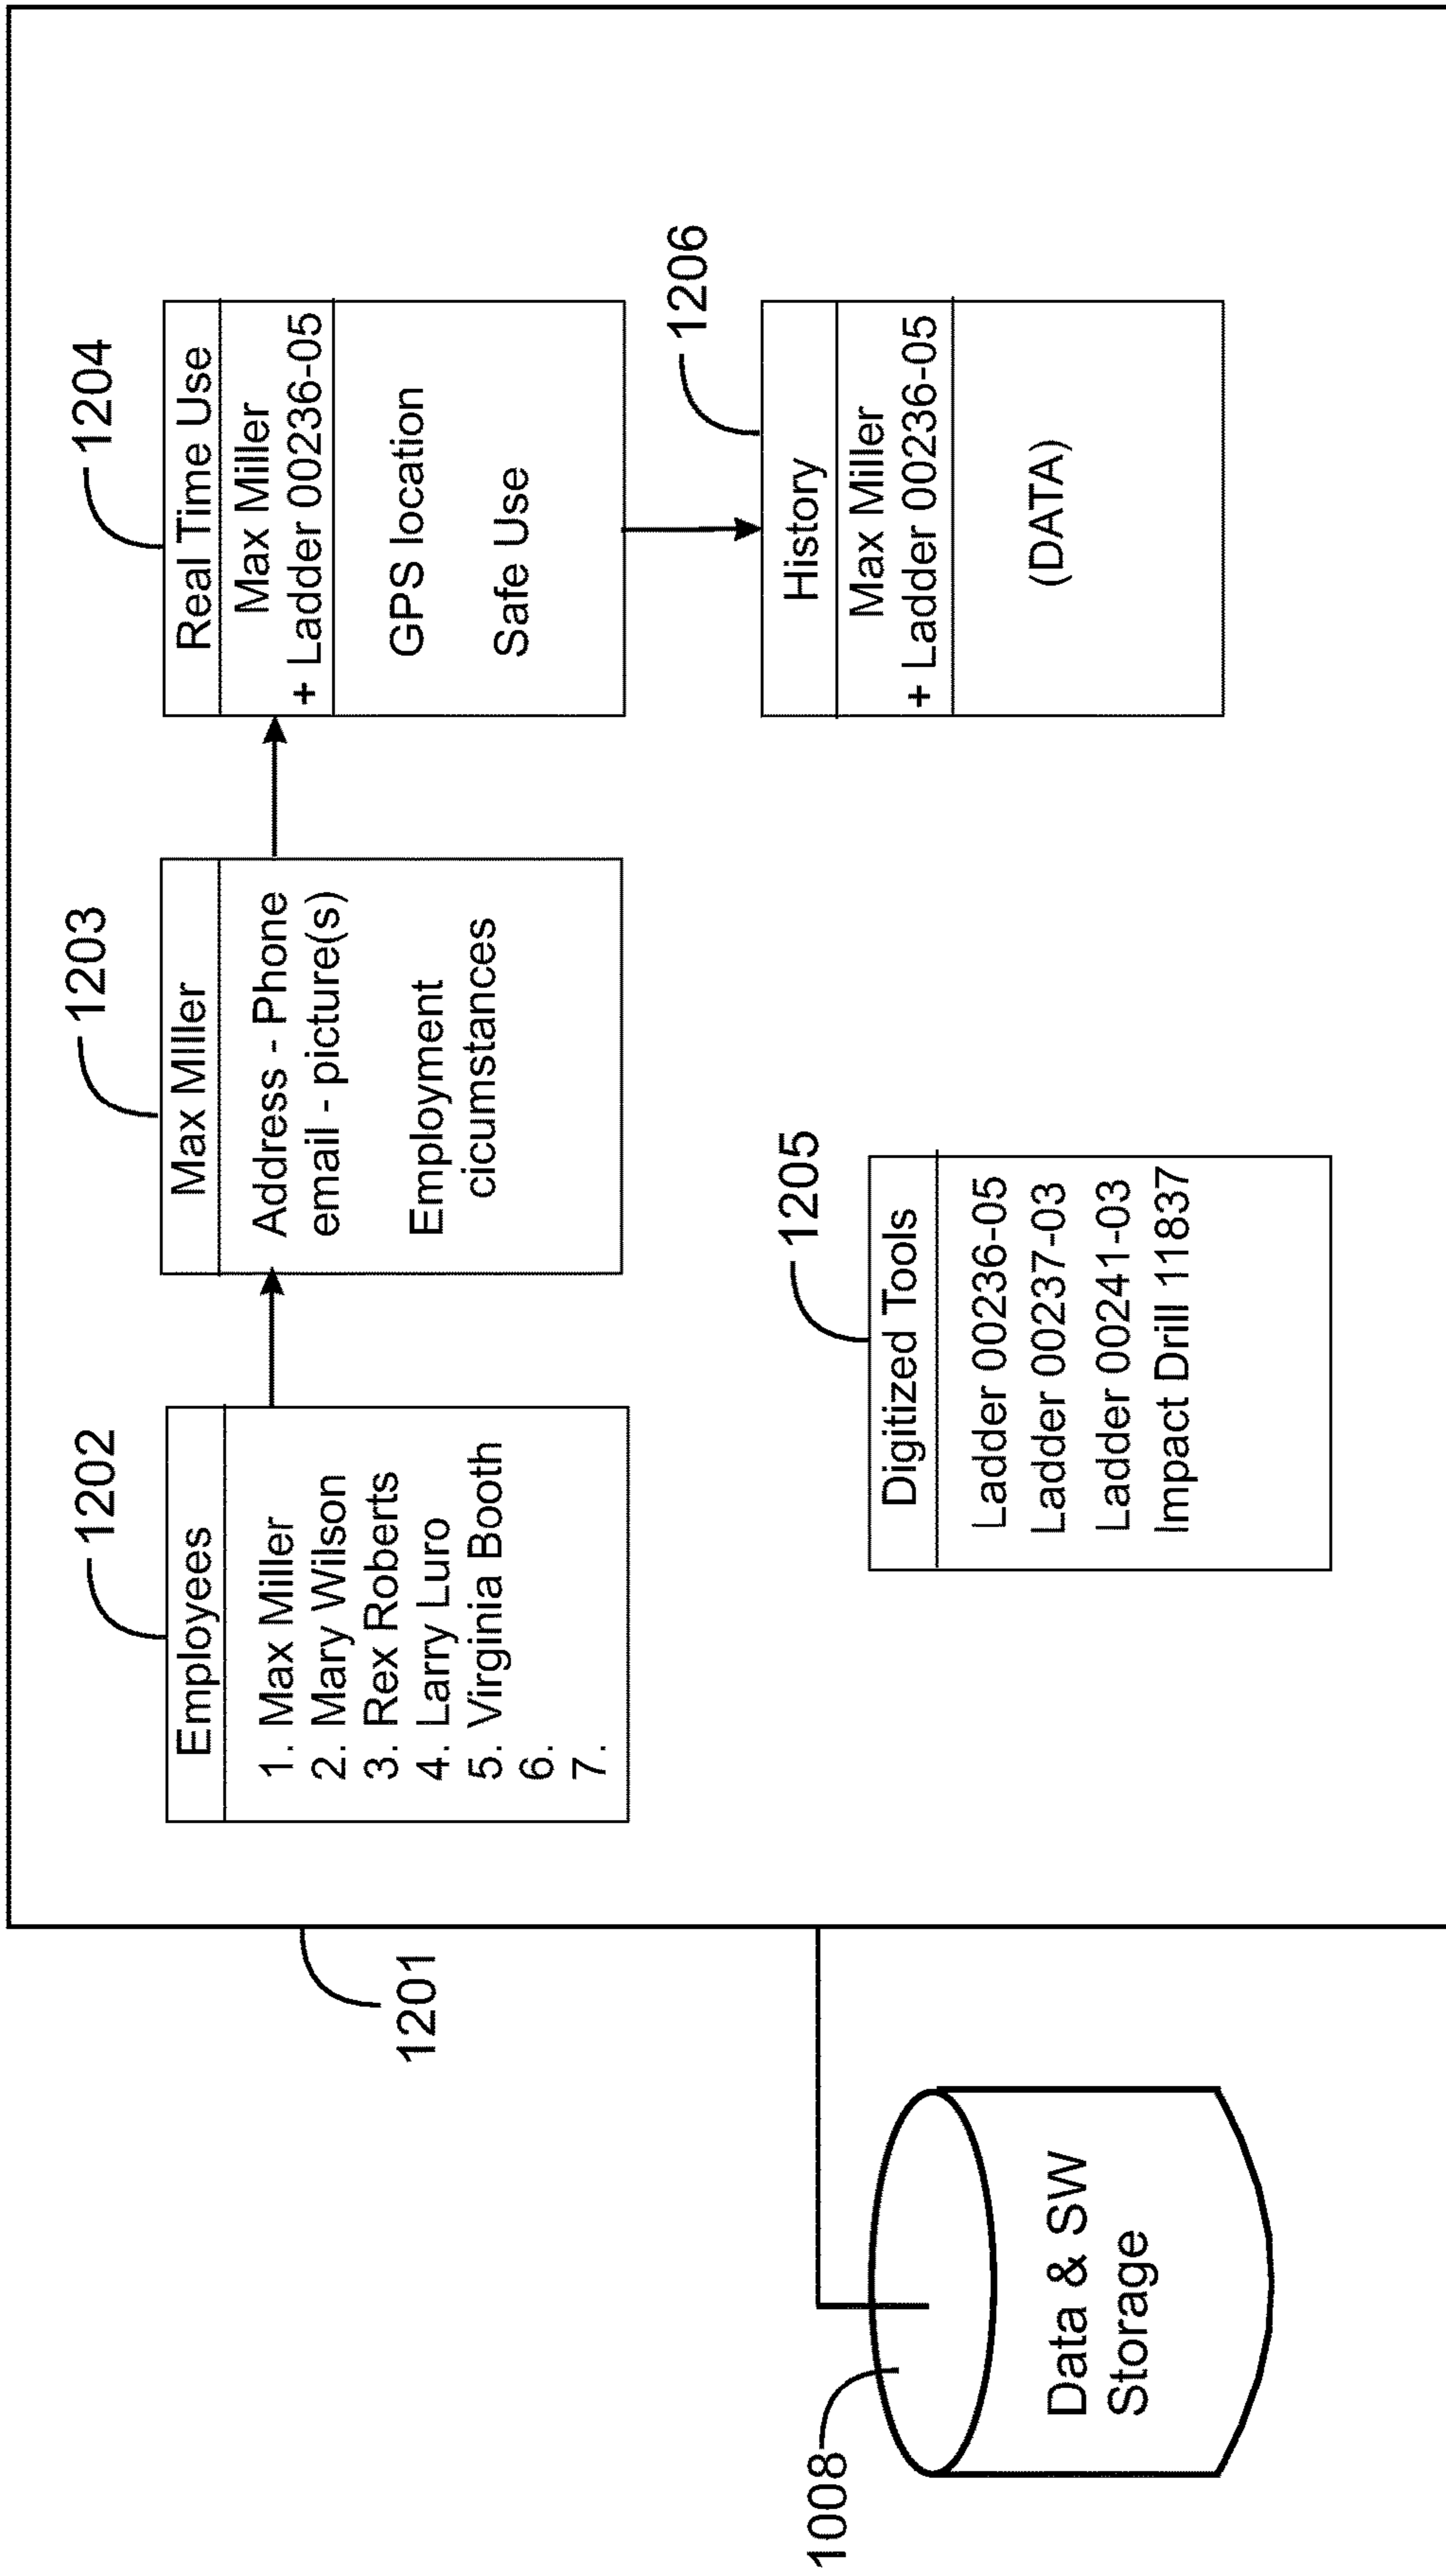 1202
Employees
1. Max Miller
2. Mary Wilson
3. Rex Roberts
4. Larry Luro
5. Virginia Booth
6.
7.
1203
Max MIller
Address - Phone
email - picture(s)
Employment
cicumstances
1204
Real Time Use
Max Miller
+ Ladder 00236-05
GPS location
Safe Use
1201
1205
Digitized Tools
Ladder 00236-05
Ladder 00237-03
Ladder 00241-03
Impact Drill 11837
1206
History
Max Miller
+ Ladder 00236-05
(DATA)
1008
Data & SW
Storage